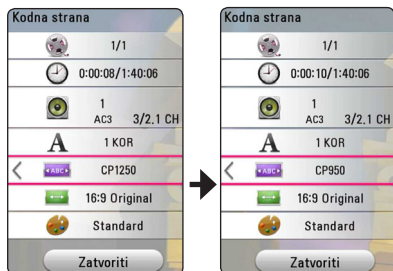 Kodna strana
1/1
0:00:08/1:40:06
1
AC3 3/2.1 CH
A 1 KOR
ABC CP1250
16:9 Original
Standard
Zatvoriti
Kodna strana
1/1
0:00:10/1:40:06
1
AC3 3/2.1 CH
A 1 KOR
ABC CP950
16:9 Original
Standard
Zatvoriti